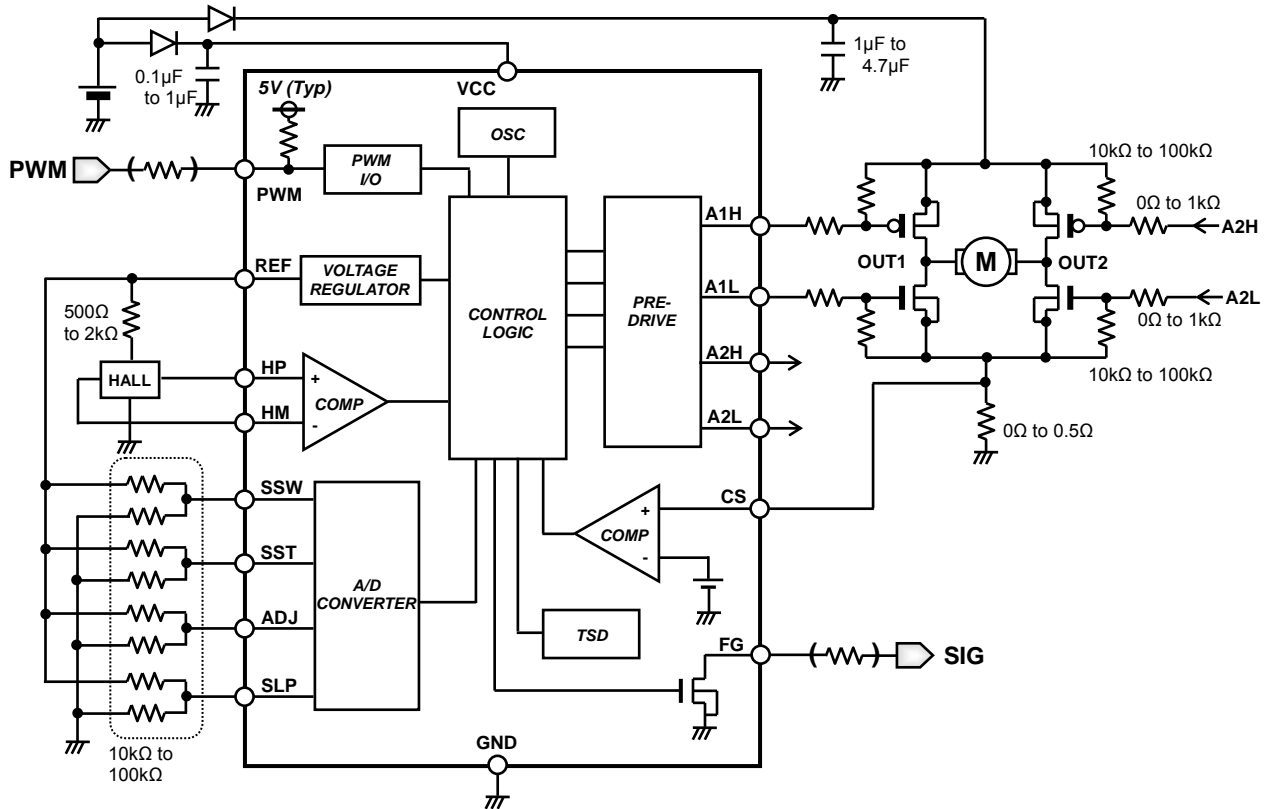 1µF to
4.7µF
0.1µF
to 1µF
VCC
5V (Typ)
OSC
PWM
PWM
I/O
PWM
10kΩ to 100kΩ
0Ω to 1kΩ
A1H
A2H
REF
VOLTAGE
REGULATOR
OUT1
M
OUT2
500Ω
to 2kΩ
CONTROL
LOGIC
PRE-
DRIVE
A1L
A2L
0Ω to 1kΩ
HALL
HP
+
COMP
-
HM
A2H
10kΩ to 100kΩ
A2L
0Ω to 0.5Ω
SSW
CS
+
COMP
-
SST
A/D
CONVERTER
ADJ
TSD
FG
SIG
SLP
10kΩ to
100kΩ
GND